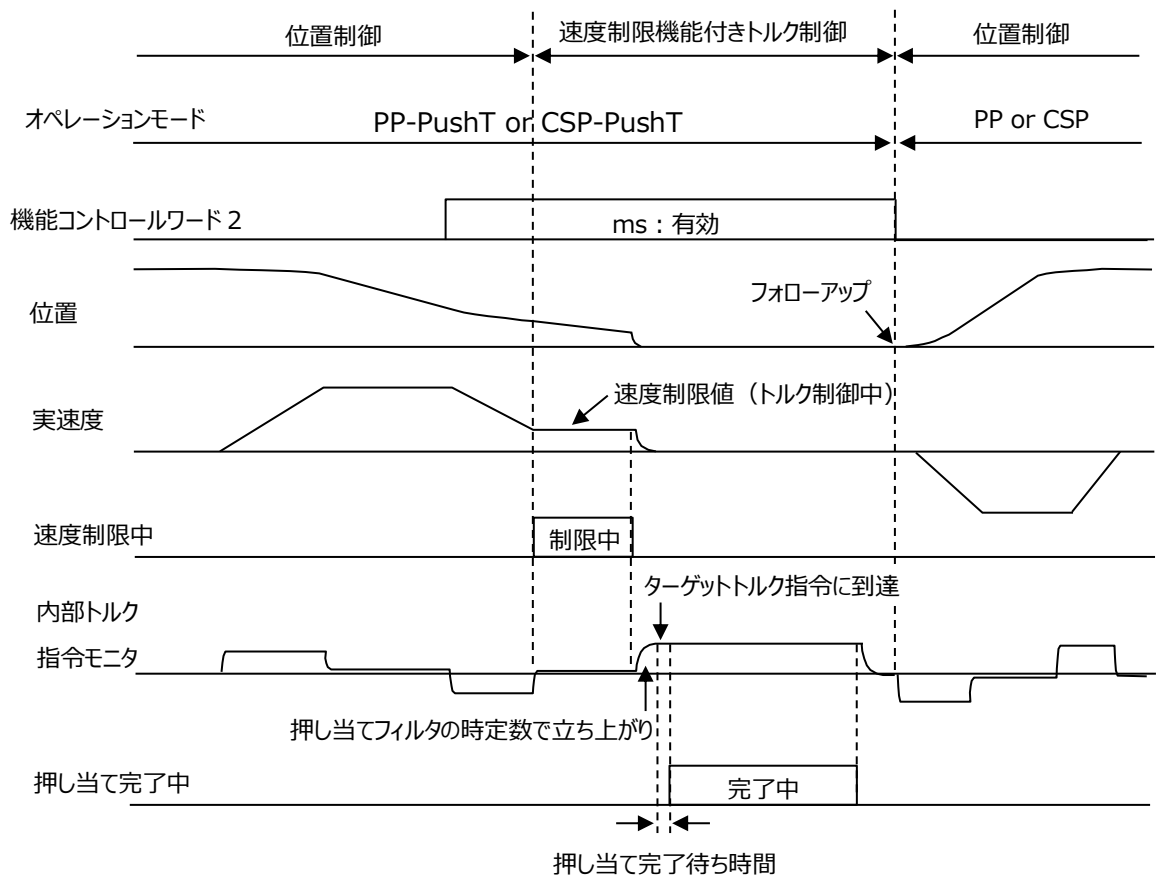 位置制御
速度制限機能付きトルク制御
位置制御
オペレーションモード
PP-PushT or CSP-PushT
PP or CSP
機能コントロールワード２
ms：有効
位置
フォローアップ
実速度
速度制限値（トルク制御中）
速度制限中
制限中
ターゲットトルク指令に到達
内部トルク
指令モニタ
押し当てフィルタの時定数で立ち上がり
押し当て完了中
完了中
押し当て完了待ち時間